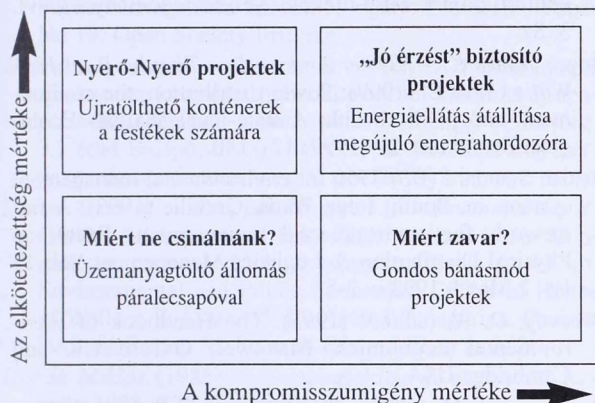 Az elkötelezettség mértéke
Nyerő-Nyerő projektek
Újratölthető konténerek
a festékek számára
„Jó érzést” biztosító
projektek
Energiaellátás átállítása
megújuló energiahordozóra
Miért ne csinálnánk?
Üzemanyagtöltő állomás
páralecsapóval
Miért zavar?
Gondos bánásmód
projektek
A kompromisszumigény mértéke